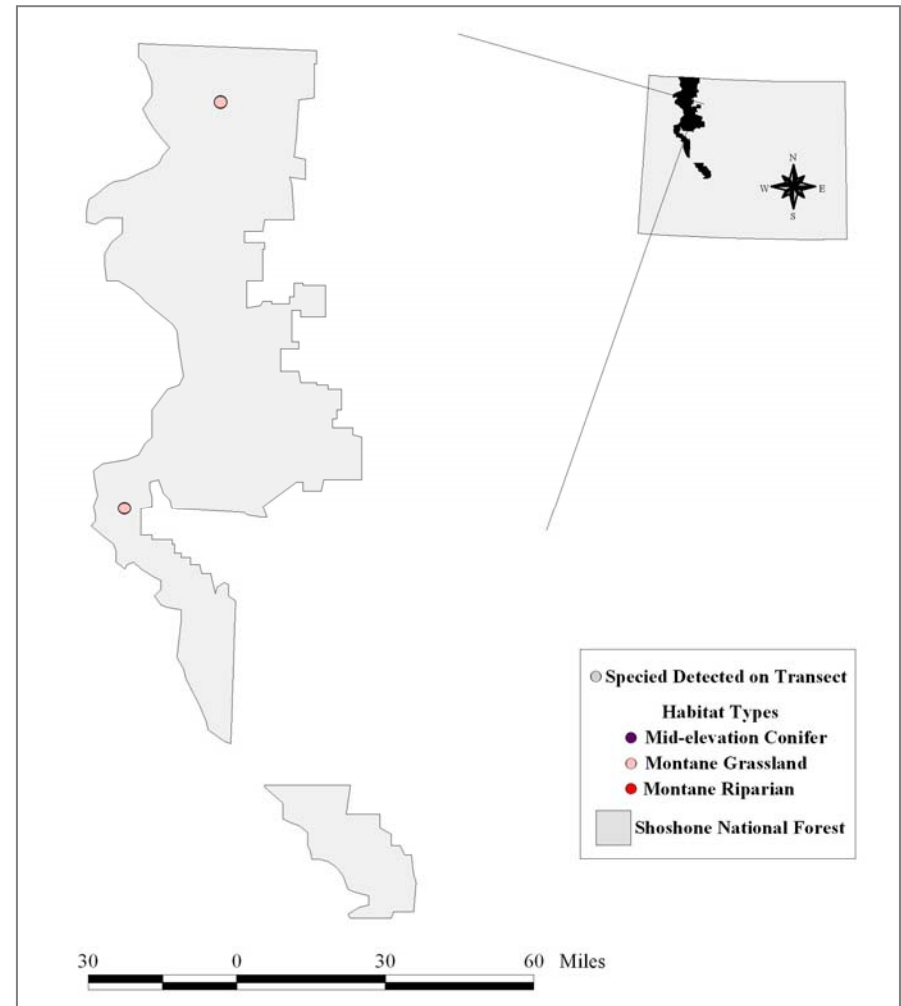 N
W E
S
Specied Detected on Transect
Habitat Types
Mid-elevation Conifer
Montane Grassland
Montane Riparian
Shoshone National Forest
30 0 30 60 Miles